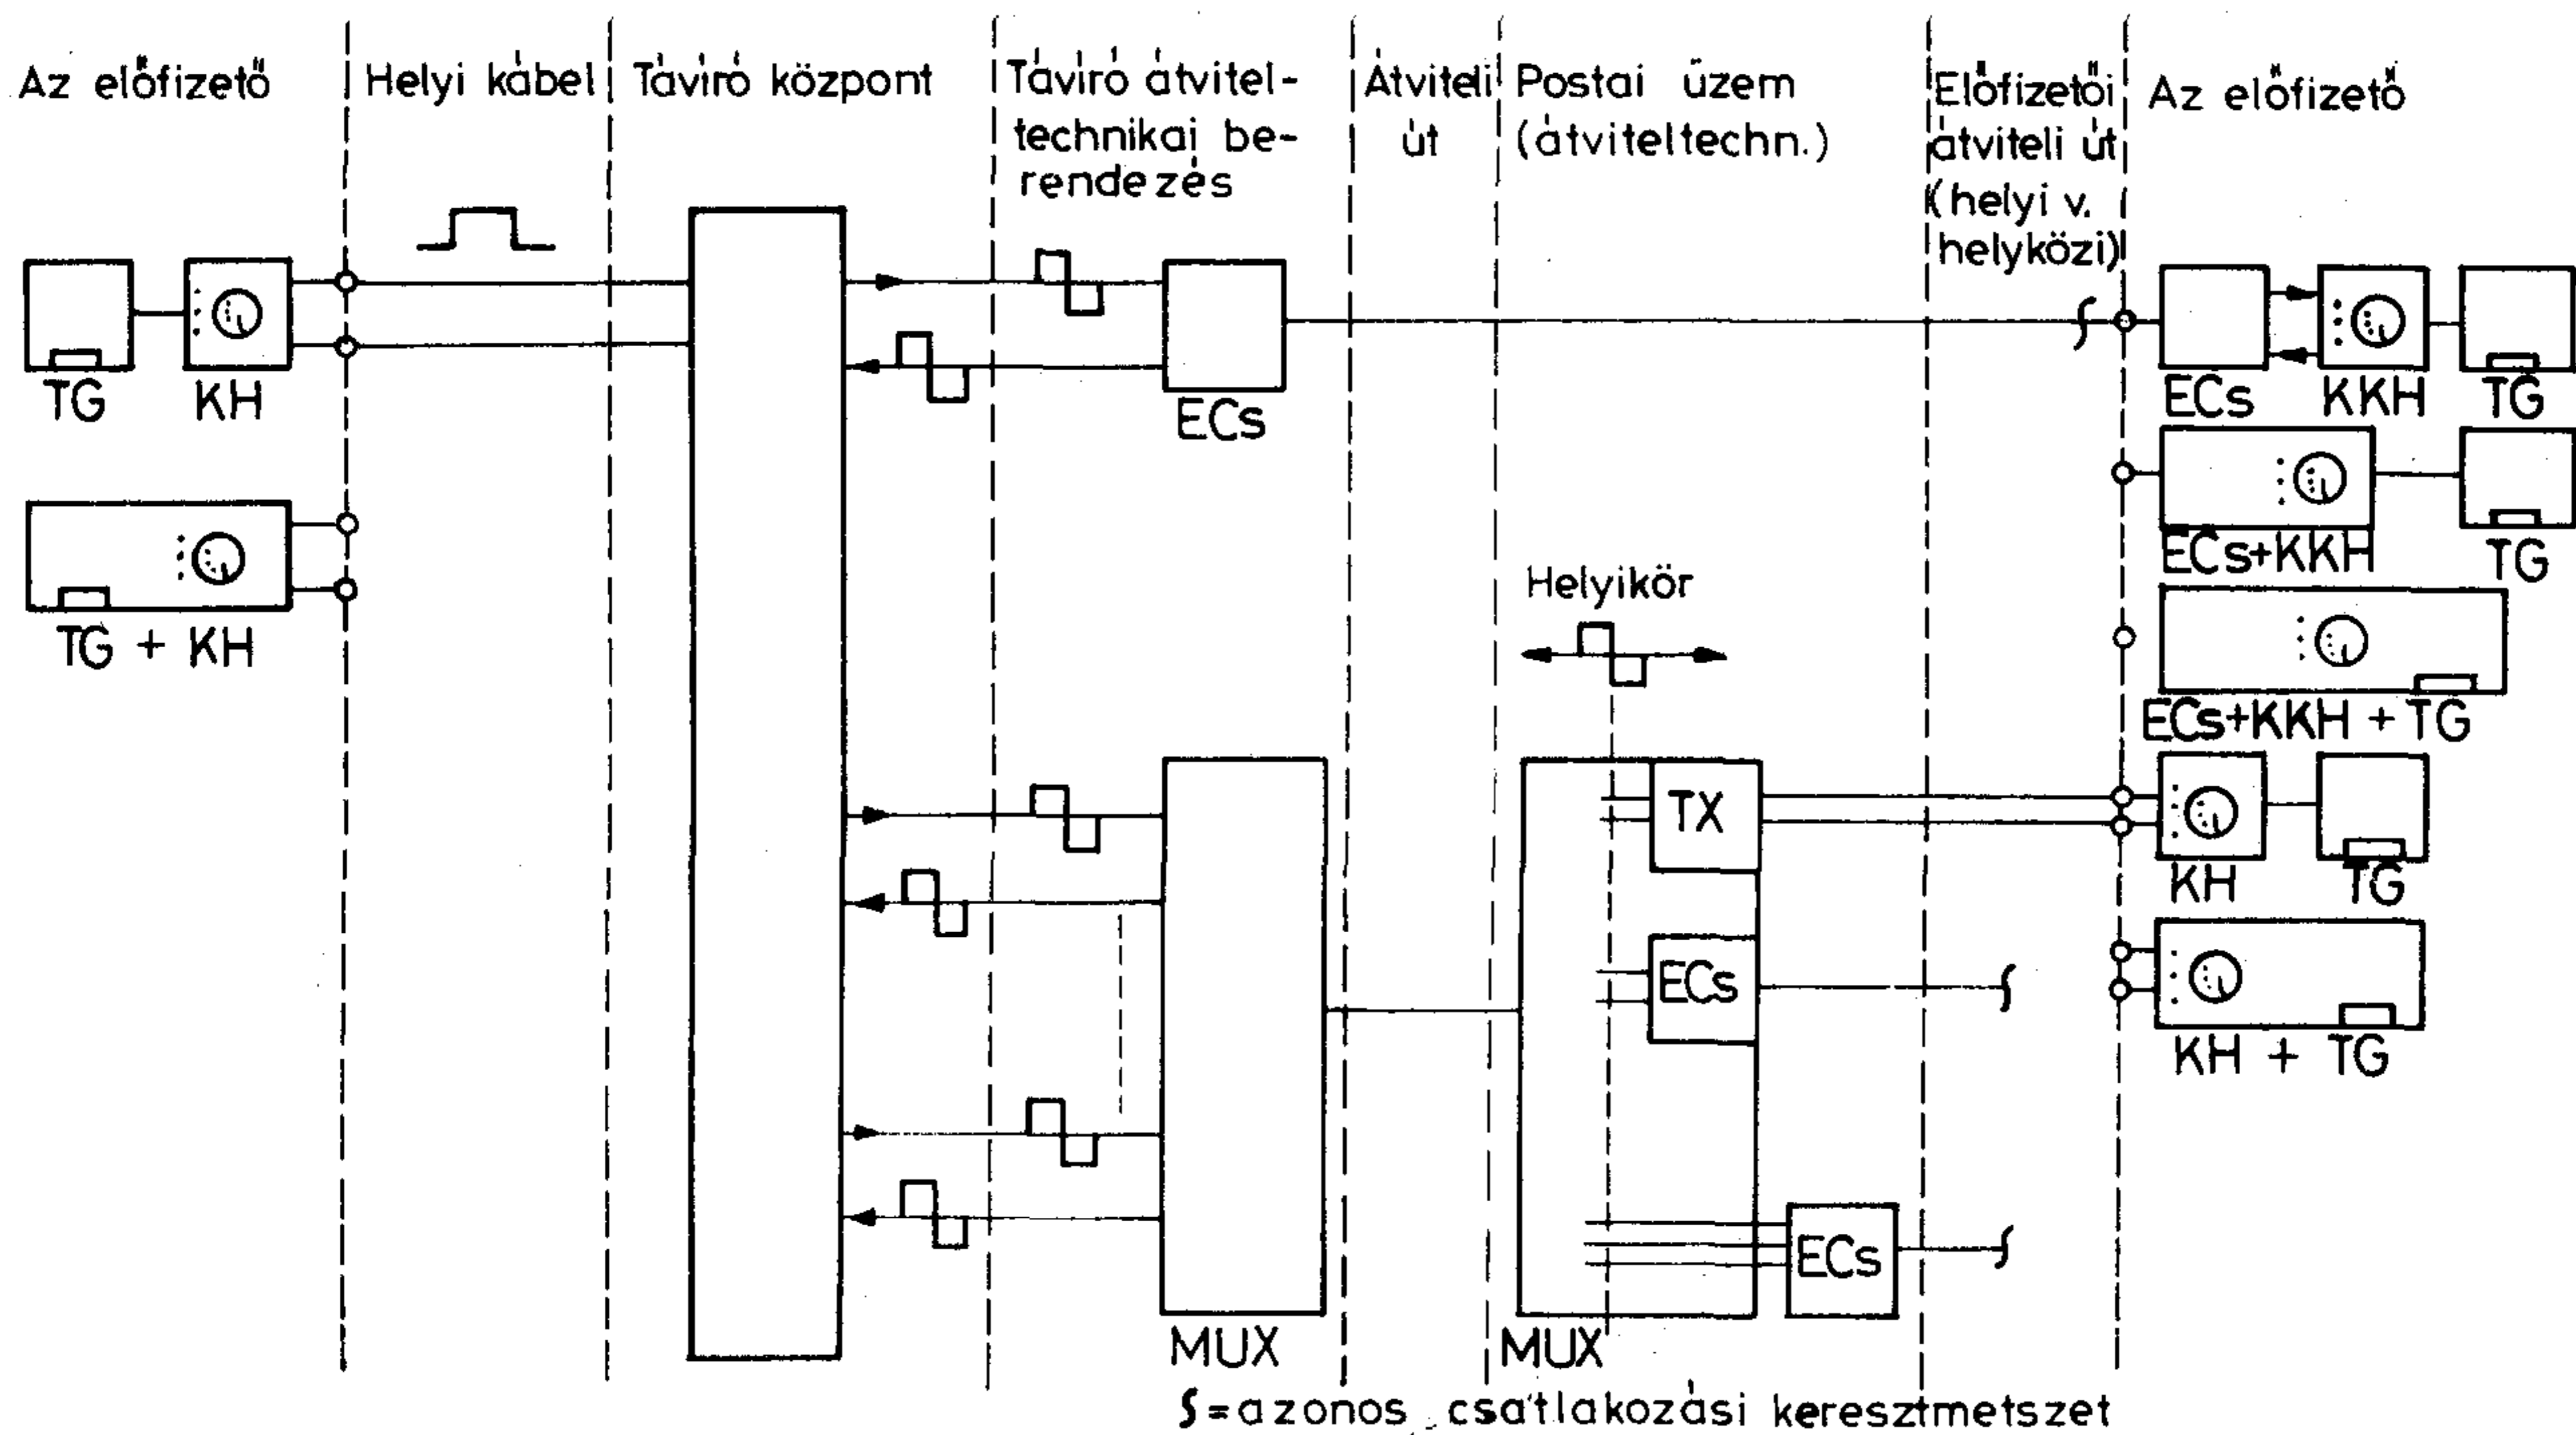 Az előfizető
Helyi kábel
Távíró központ
Távíró átvitel-
technikai be-
rendezés
Átviteli
út
Postai üzem
(átviteltechn.)
Előfizetői
átviteli út
(helyi v.
helyközi)
Az előfizető
TG
KH
ECs
ECs
KKH
TG
TG + KH
ECs+KKH
TG
Helyikör
ECs+KKH + TG
TX
KH
TG
ECs
KH + TG
ECs
MUX
MUX
ʃ=azonos csatlakozási keresztmetszet